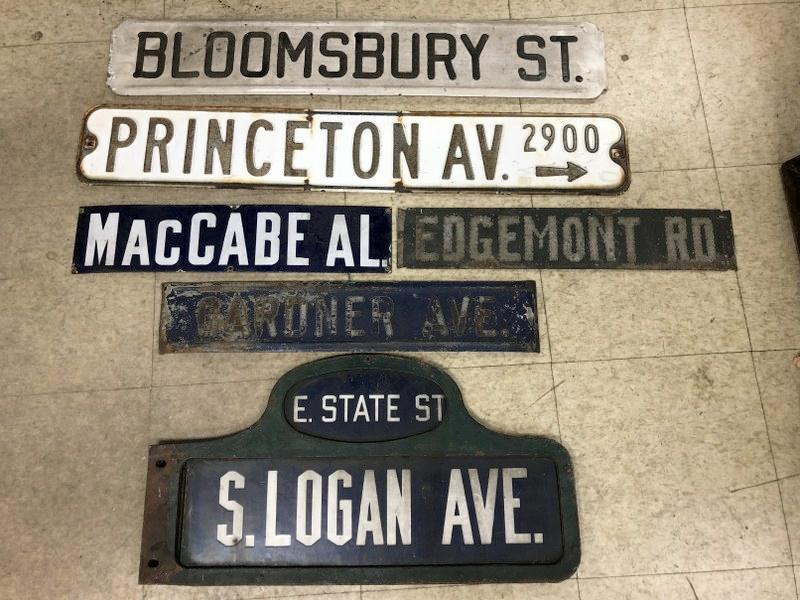 BLOOMSBURY ST.
PRINCETON AV. 2900
MACCABE AL.
EDGEMONT RD
GARDNER AVE.
E. STATE ST
S. LOGAN AVE.